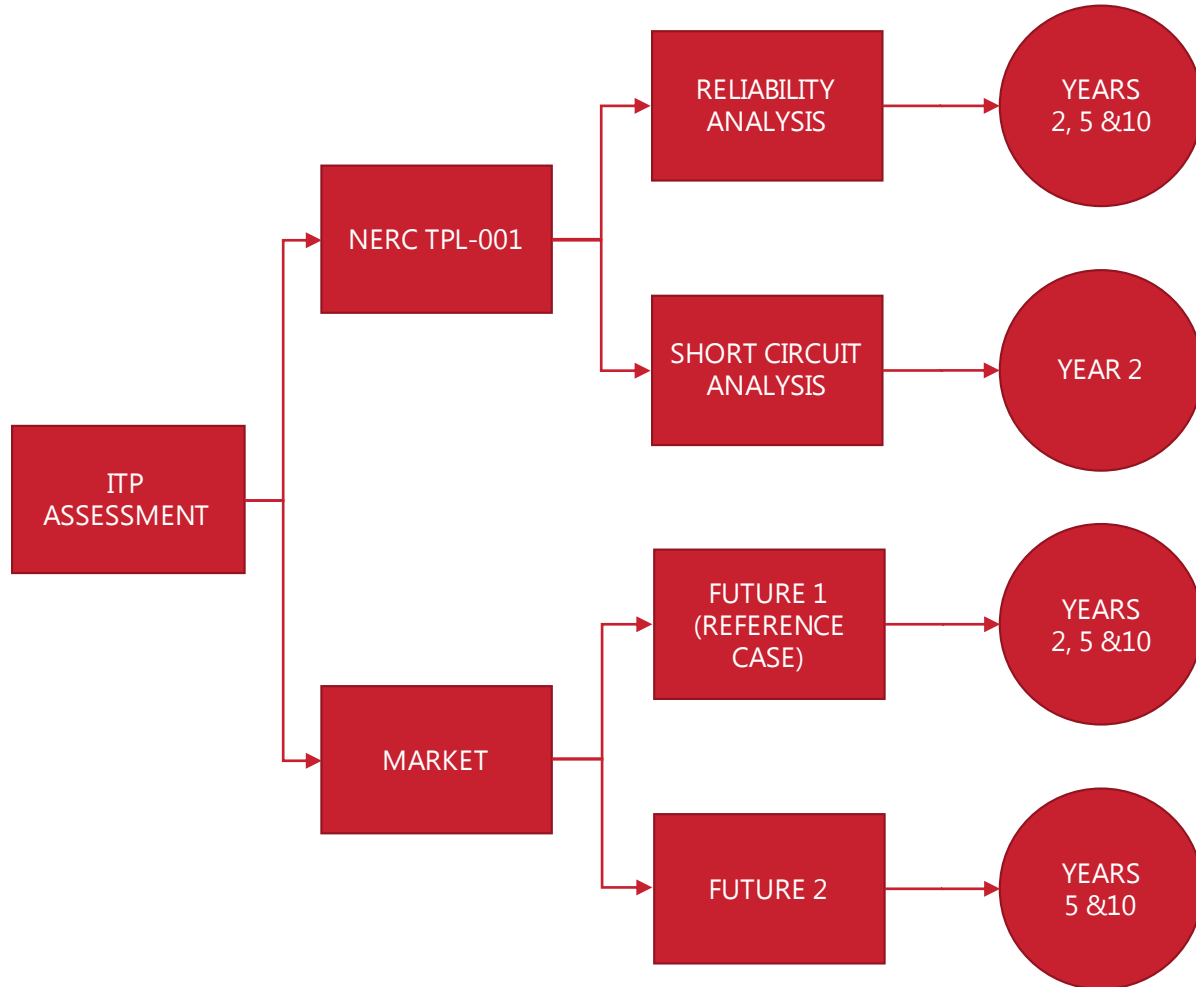 RELIABILITY
ANALYSIS
YEARS
2, 5 &10
NERC TPL-001
SHORT CIRCUIT
ANALYSIS
YEAR 2
ITP
ASSESSMENT
FUTURE 1
(REFERENCE
CASE)
YEARS
2, 5 &10
MARKET
FUTURE 2
YEARS
5 &10